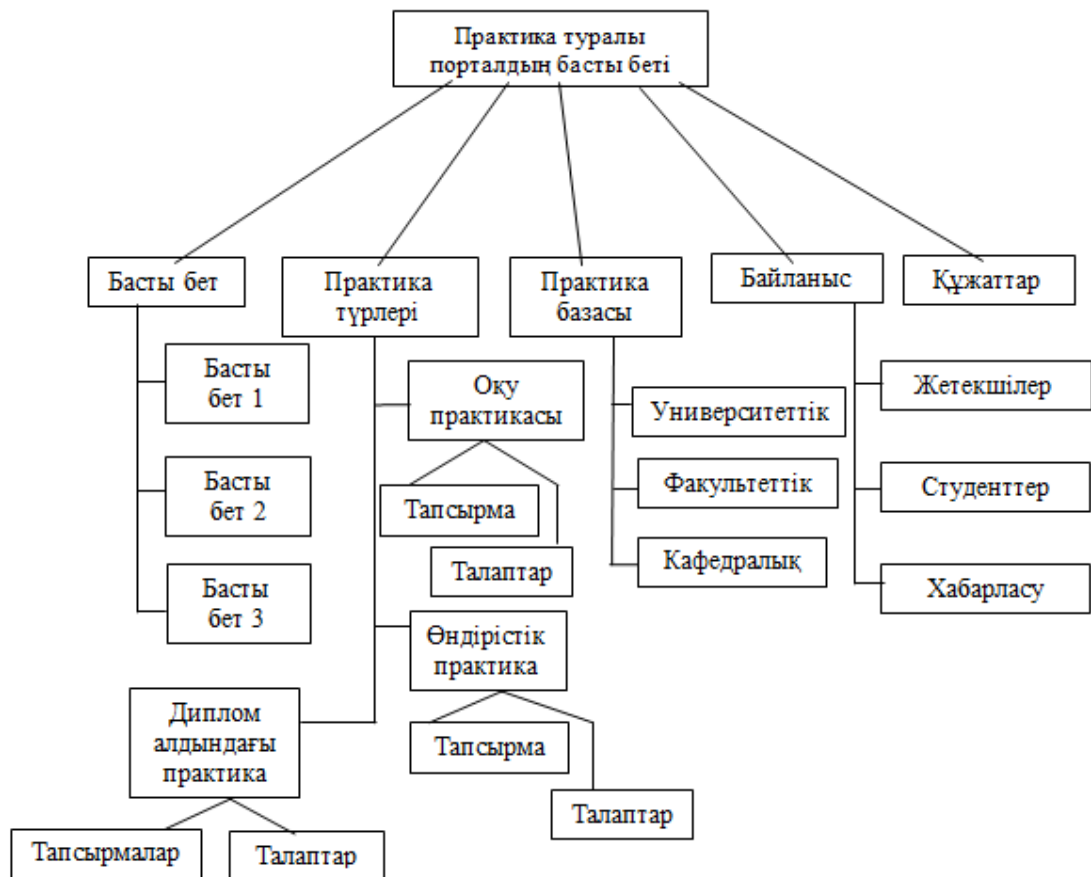 Практика туралы
порталдың басты беті
Басты бет
Практика
түрлері
Практика
базасы
Байланыс
Құжаттар
Басты
бет 1
Басты
бет 2
Басты
бет 3
Оқу
практикасы
Тапсырма
Талаптар
Өндірістік
практика
Тапсырма
Талаптар
Диплом
алдындағы
практика
Тапсырмалар
Талаптар
Университеттік
Факультеттік
Кафедралық
Жетекшілер
Студенттер
Хабарласу